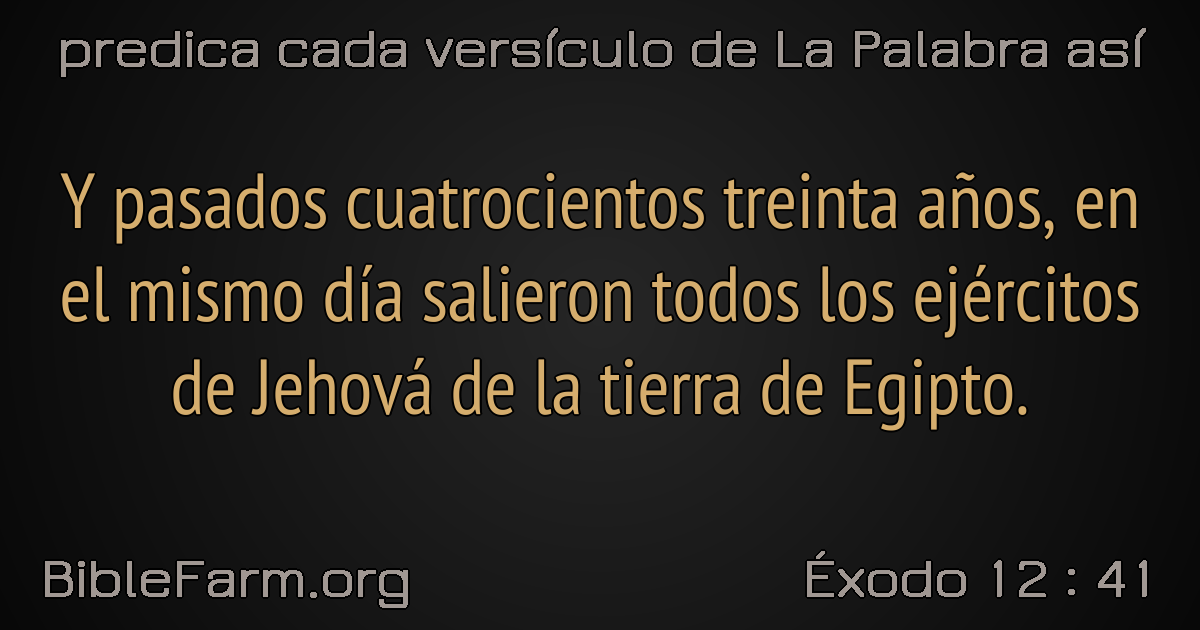 predica cada versículo de La Palabra así
Y pasados cuatrocientos treinta años, en
el mismo día salieron todos los ejércitos
de Jehová de la tierra de Egipto.
BibleFarm.org
Éxodo 12 : 41